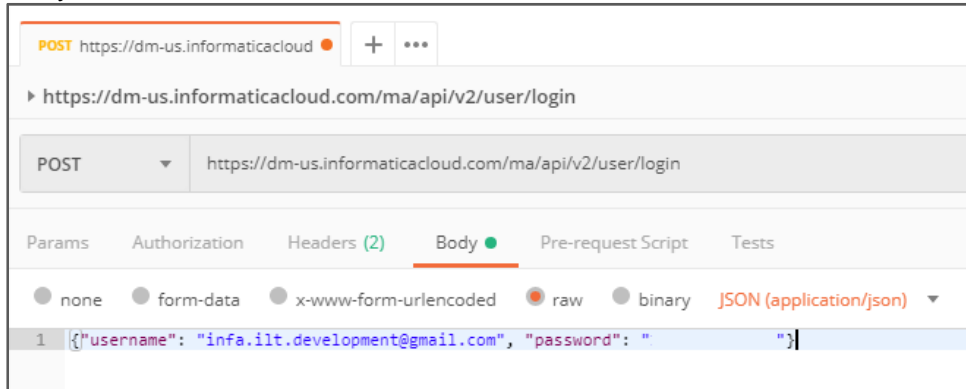 POST https://dm-us.informaticacloud
https://dm-us.informaticacloud.com/ma/api/v2/user/login
POST https://dm-us.informaticacloud.com/ma/api/v2/user/login
Params Authorization Headers (2) Body Pre-request Script Tests
none form-data x-www-form-urlencoded raw binary JSON (application/json)
1 {"username": "infa.ilt.development@gmail.com", "password": " "}